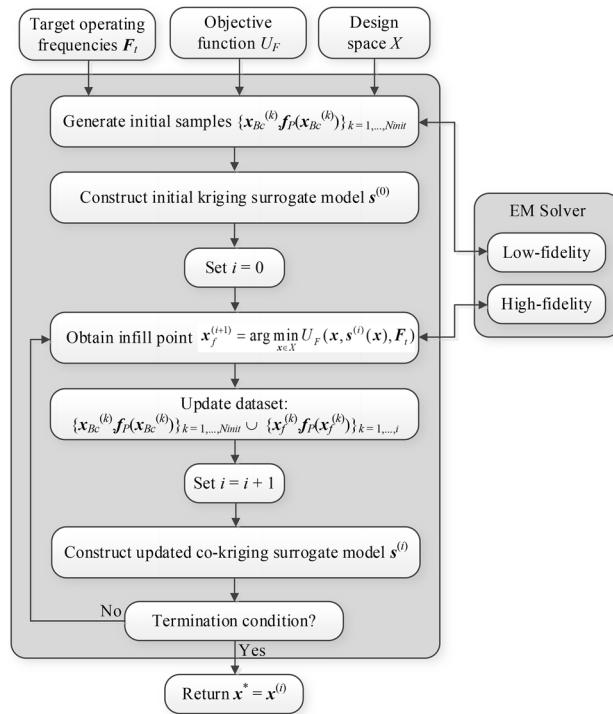 Target operating
frequencies F_t
Objective
function U_F
Design
space X
Generate initial samples {x_Bc^(k), f_P(x_Bc^(k))}_k = 1,...,Ninit
Construct initial kriging surrogate model s^(0)
EM Solver
Low-fidelity
Set i = 0
High-fidelity
Obtain infill point x_f^(i+1) = arg min_{x∈X} U_F(x, s^(i)(x), F_t)
Update dataset:
{x_Bc^(k), f_P(x_Bc^(k))}_k = 1,...,Ninit ∪ {x_f^(k), f_P(x_f^(k))}_k = 1,...,i
Set i = i + 1
Construct updated co-kriging surrogate model s^(i)
No
Termination condition?
Yes
Return x^* = x^(i)